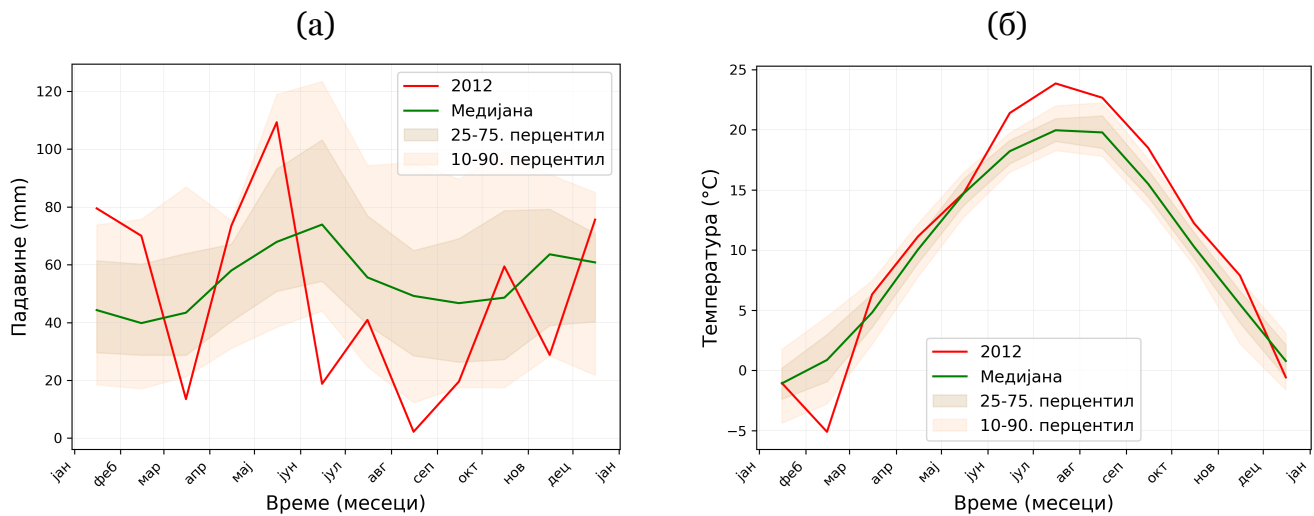 (а)
120
100
80
60
40
20
0
Падавине (mm)
2012
Медијана
25-75. перцентил
10-90. перцентил
јан
феб
мар
апр
мај
јун
јул
авг
сеп
окт
нов
дец
јан
Време (месеци)
(б)
25
20
15
10
5
0
−5
Температура (°C)
2012
Медијана
25-75. перцентил
10-90. перцентил
јан
феб
мар
апр
мај
јун
јул
авг
сеп
окт
нов
дец
јан
Време (месеци)